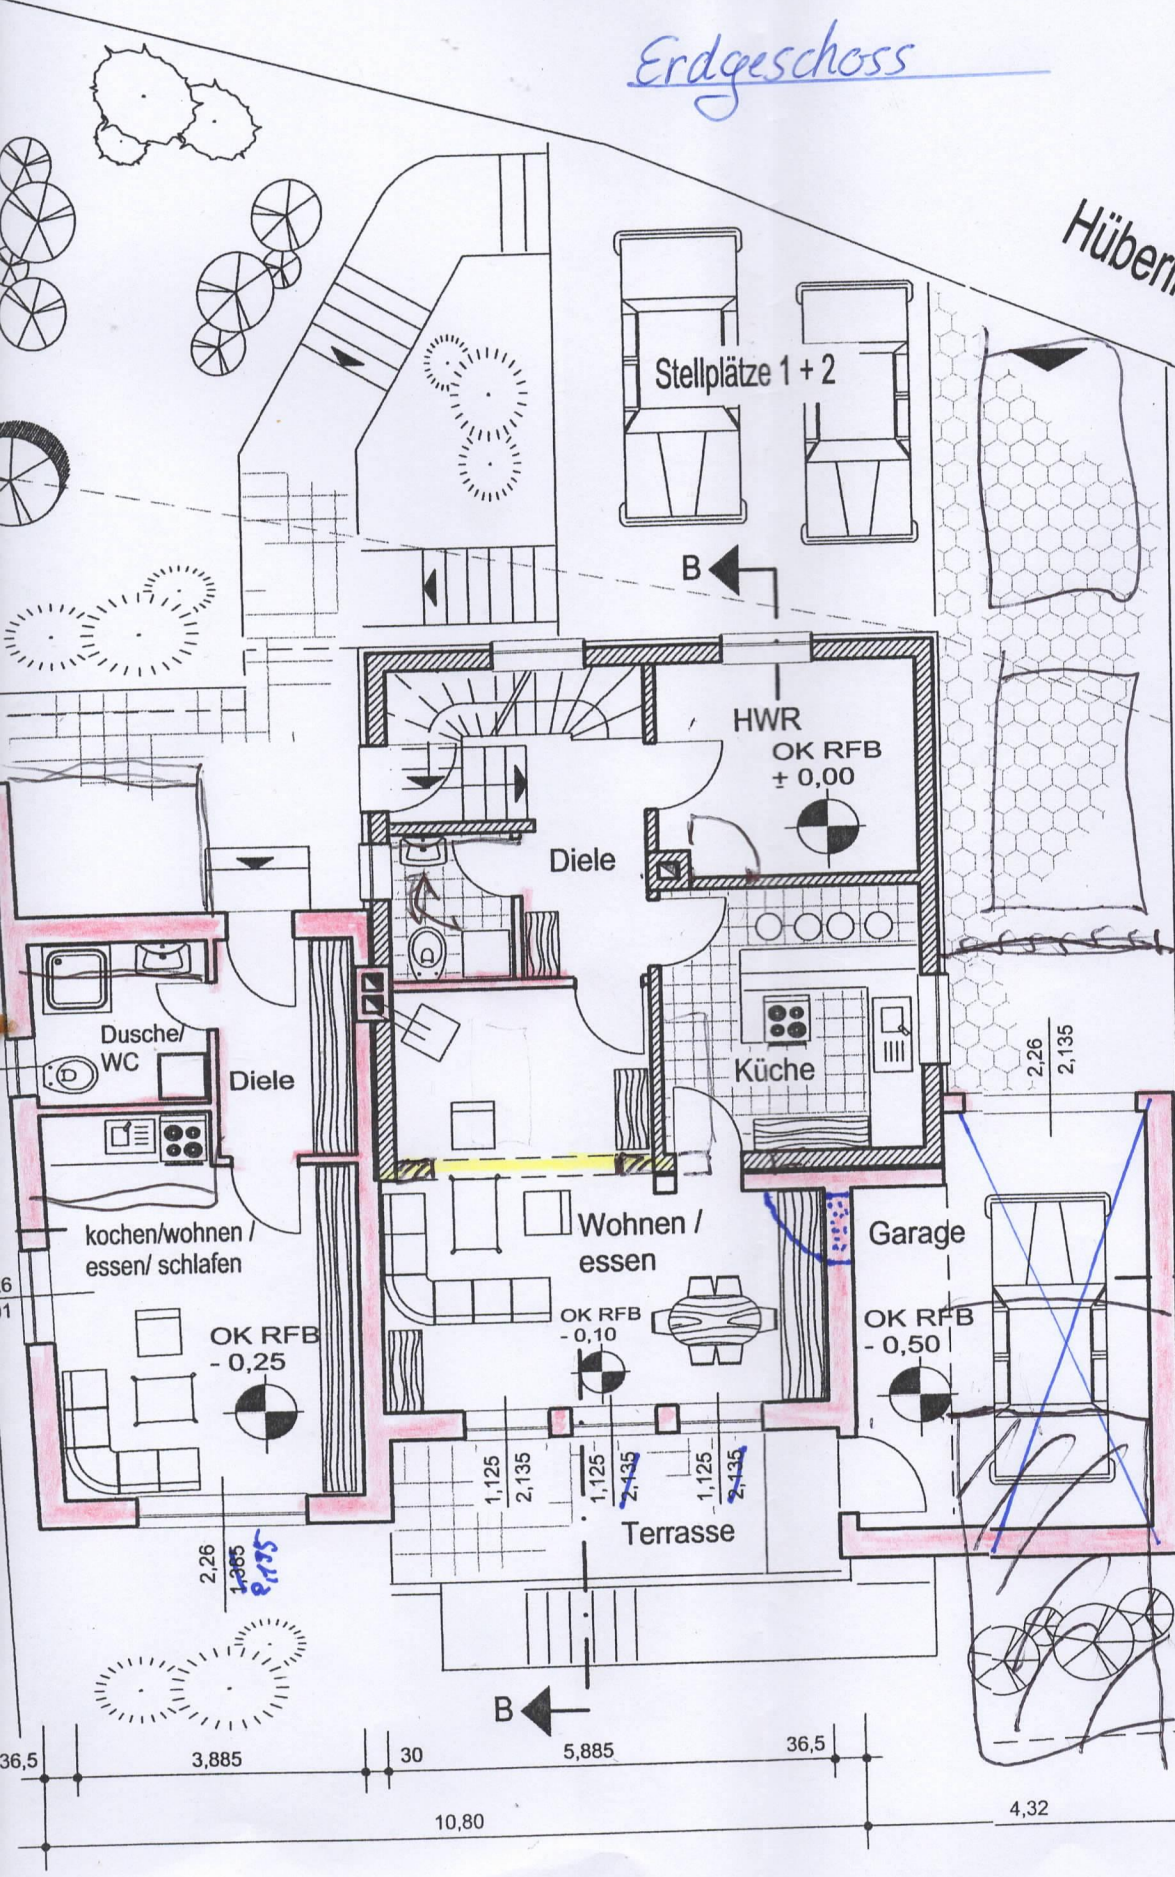 Erdgeschoss
Stellplätze 1 + 2
B
HWR
OK RFB
± 0,00
Diele
Dusche/
WC
Diele
Küche
2,26
2,135
kochen/wohnen /
essen/ schlafen
Wohnen /
essen
Garage
OK RFB
- 0,25
OK RFB
- 0,10
OK RFB
- 0,50
1,125
2,135
1,125
2,135
1,125
2,135
Terrasse
2,26
1,385
2,135
B
36,5
3,885
30
5,885
36,5
10,80
4,32